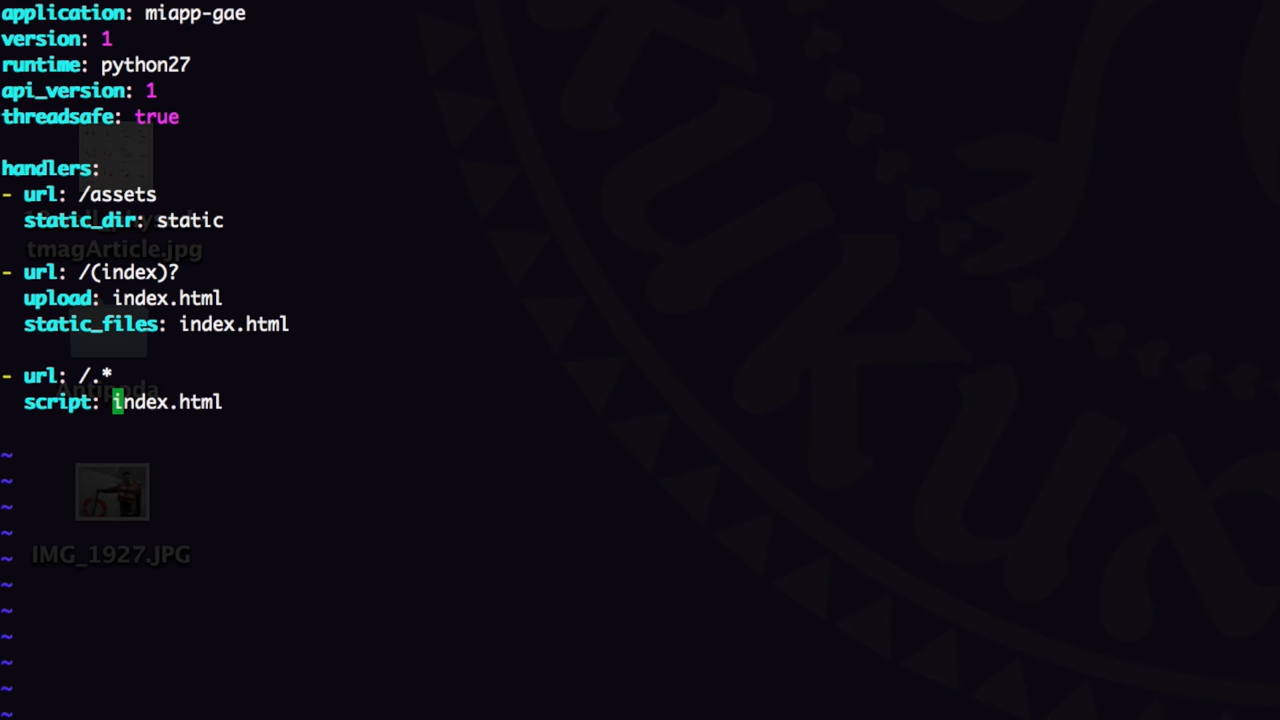 application: miapp-gae
version: 1
runtime: python27
api_version: 1
threadsafe: true
handlers:
- url: /assets
static_dir: static
tmagArticle.jpg
- url: /(index)?
upload: index.html
static_files: index.html
- url: /.*
Antipoda
script: index.html
~
~
~
~
IMG_1927.JPG
~
~
~
~
~
~
~